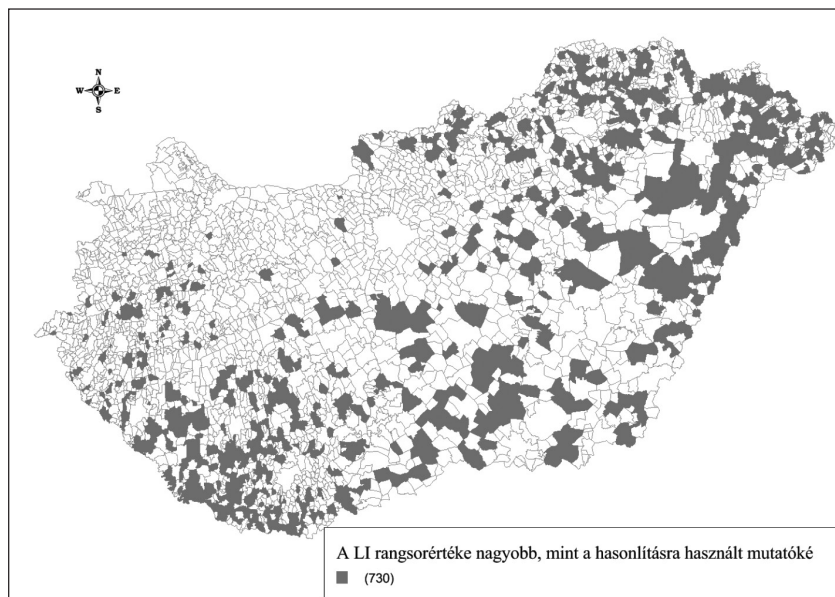 N
W E
S
A LI rangsorértéke nagyobb, mint a hasonlításra használt mutatóké
(730)